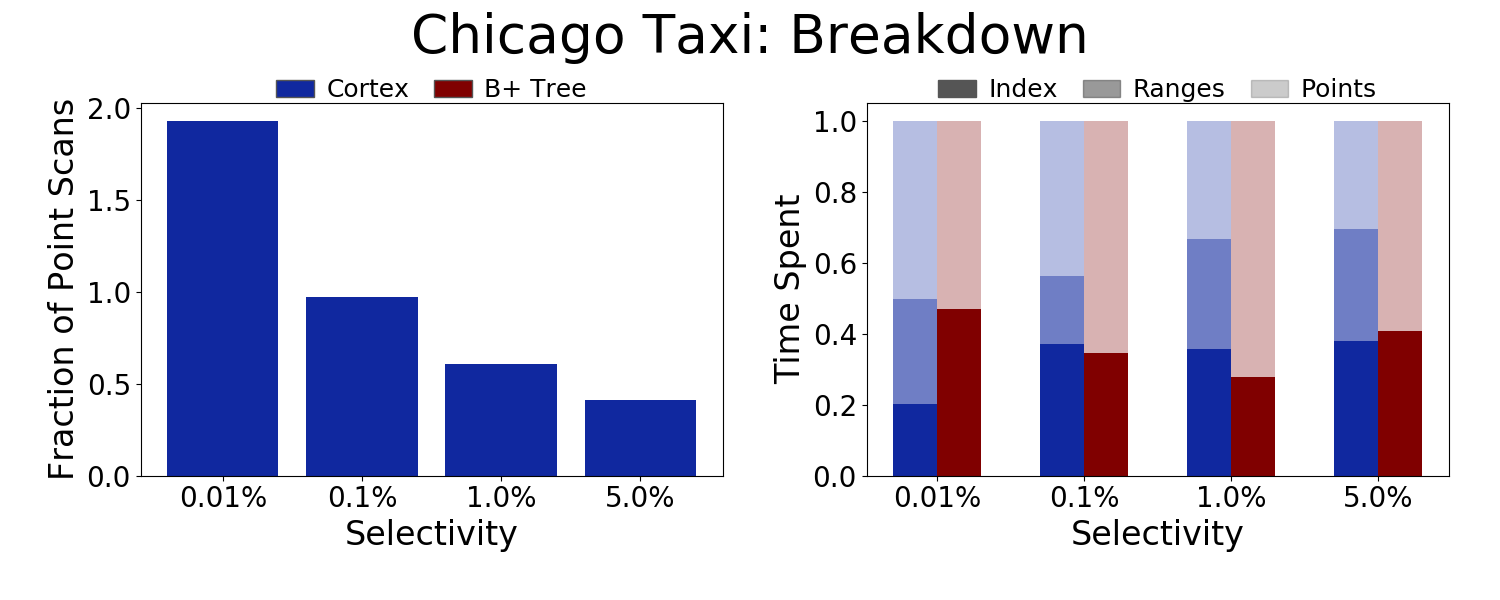 Chicago Taxi: Breakdown
Cortex B+ Tree
Fraction of Point Scans
2.0
1.5
1.0
0.5
0.0
0.01% 0.1% 1.0% 5.0%
Selectivity
Index Ranges Points
Time Spent
1.0
0.8
0.6
0.4
0.2
0.0
0.01% 0.1% 1.0% 5.0%
Selectivity